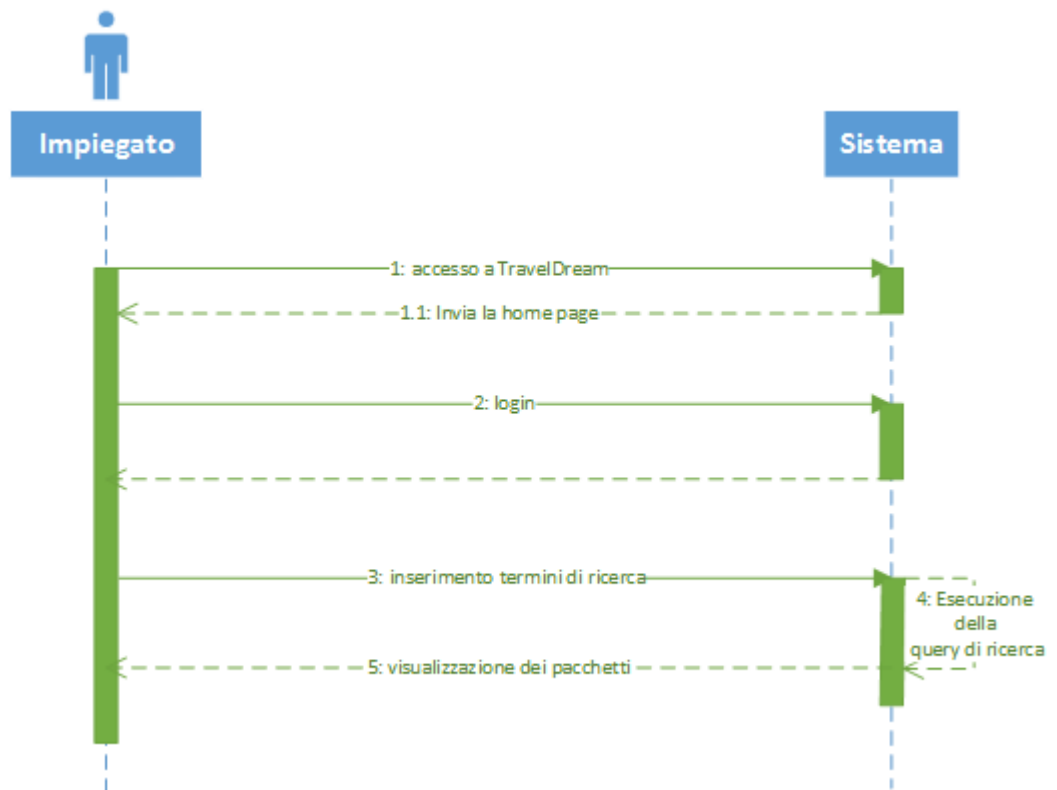 Impiegato
Sistema
1: accesso a TravelDream
1.1: Invia la home page
2: login
3: inserimento termini di ricerca
4: Esecuzione
della
query di ricerca
5: visualizzazione dei pacchetti